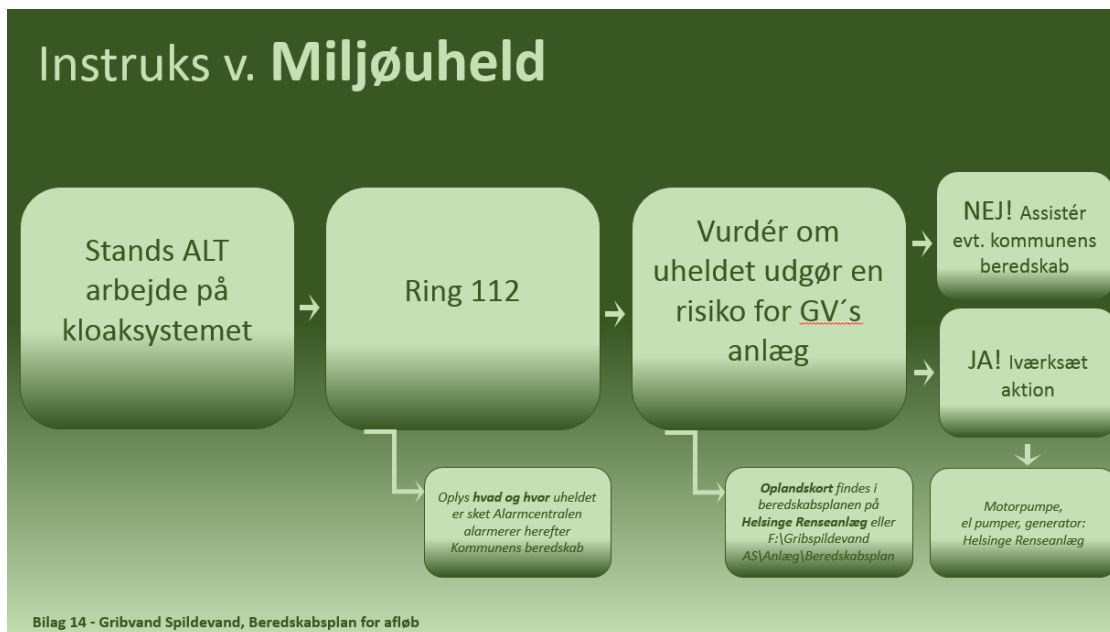 Instruks v. Miljøuheld
Stands ALT
arbejde på
kloaksystemet
Ring 112
Oplys hvad og hvor uheldet
er sket Alarmcentralen
alarmerer herefter
Kommunens beredskab
Vurdér om
uheldet udgør en
risiko for GV´s
anlæg
Oplandskort findes i
beredskabsplanen på
Helsinge Renseanlæg eller
F:\Gribspildevand
AS\Anlæg\Beredskabsplan
NEJ! Assistér
evt. kommunens
beredskab
JA! Iværksæt
aktion
Motorpumpe,
el pumper, generator:
Helsinge Renseanlæg
Bilag 14 - Gribvand Spildevand, Beredskabsplan for afløb